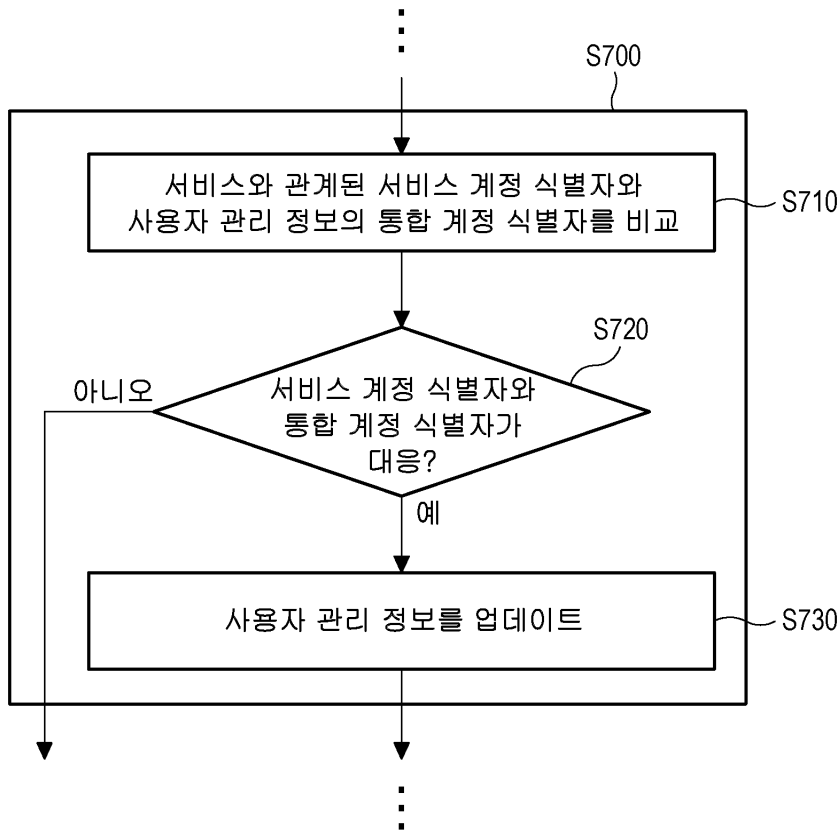 S700
서비스와 관계된 서비스 계정 식별자와
사용자 관리 정보의 통합 계정 식별자를 비교
S710
S720
아니오
서비스 계정 식별자와
통합 계정 식별자가
대응?
예
사용자 관리 정보를 업데이트
S730